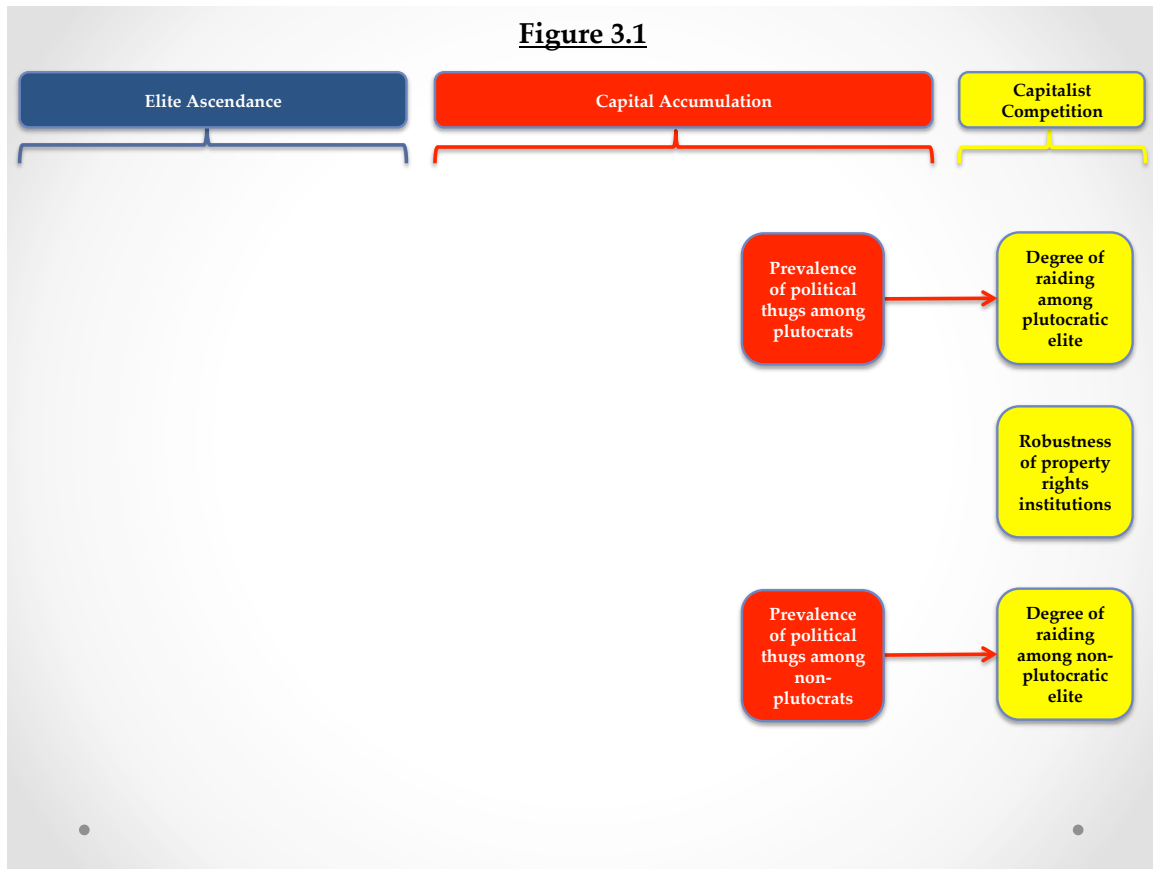 Figure 3.1
Elite Ascendance
Capital Accumulation
Capitalist
Competition
Prevalence
of political
thugs among
plutocrats
Degree of
raiding
among
plutocratic
elite
Robustness
of property
rights
institutions
Prevalence
of political
thugs among
non-
plutocrats
Degree of
raiding
among non-
plutocratic
elite